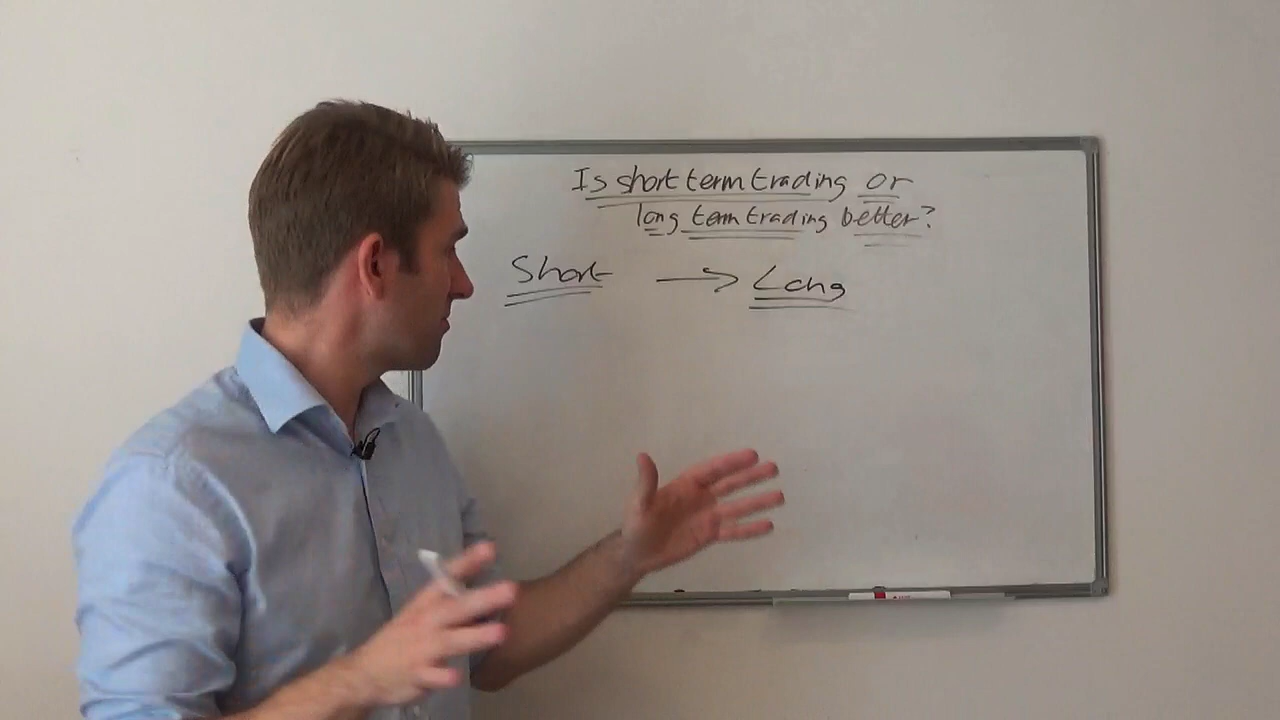 Is short term trading or
long term trading better?
Short → Long